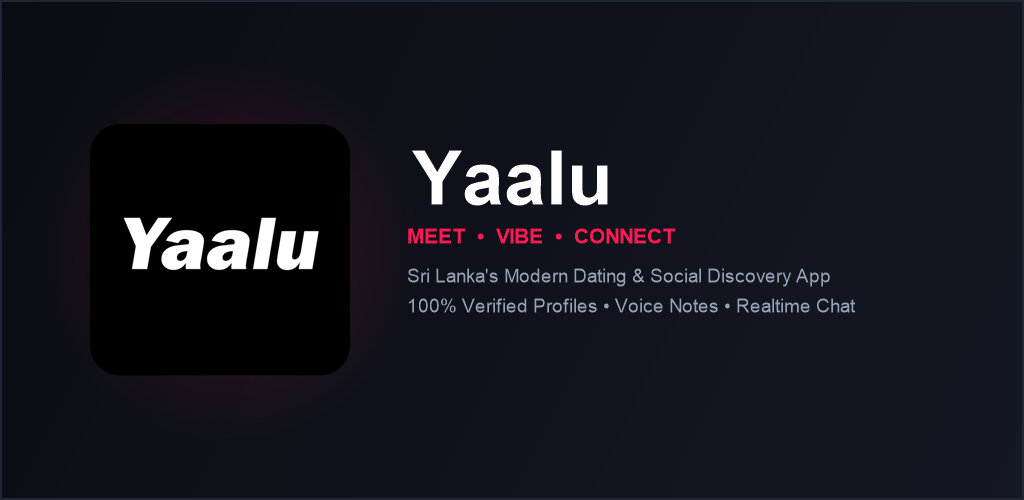 Yaalu
Yaalu
MEET • VIBE • CONNECT
Sri Lanka's Modern Dating & Social Discovery App
100% Verified Profiles • Voice Notes • Realtime Chat